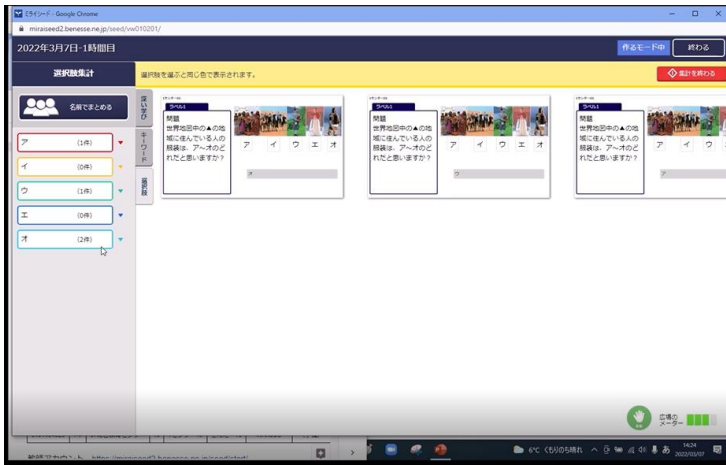 ミライシード - Google Chrome
miraiseed2.benesse.ne.jp/seed/vw010201/
2022年3月7日-1時間目
作るモード中
終わる
選択肢集計
選択肢を選ぶと同じ色で表示されます。
集計を終わる
名前でまとめる
ア (1件)
イ (0件)
ウ (1件)
エ (0件)
オ (2件)
深い学び
キーワード
選択肢
ラベル1
問題
世界地図中の▲の地
域に住んでいる人の
服装は、ア～オのど
れだと思いますか?
ア イ ウ エ オ
オ
ラベル1
問題
世界地図中の▲の地
域に住んでいる人の
服装は、ア～オのど
れだと思いますか?
ア イ ウ エ オ
ウ
ラベル1
問題
世界地図中の▲の地
域に住んでいる人の
服装は、ア～オのど
れだと思いますか?
ア イ ウ
ア
広場の
メーター
6°C くもりのち晴れ
あ
14:24
2022/03/07